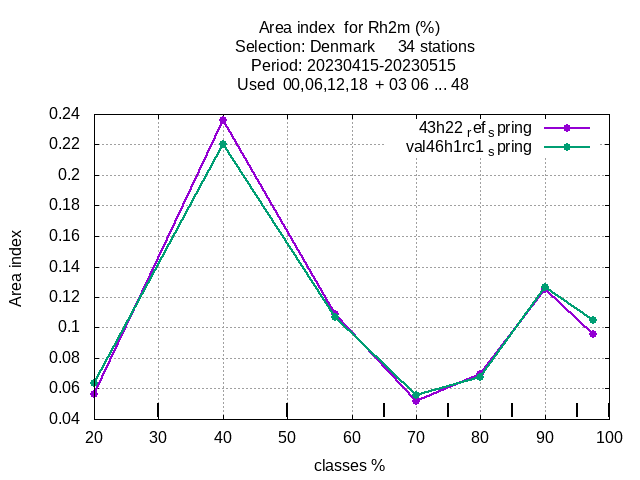 Area index  for Rh2m (%)
Selection: Denmark     34 stations
Period: 20230415-20230515
Used  00,06,12,18  + 03 06 ... 48
43h22 ref spring
val46h1rc1 spring
0.24
0.22
0.2
0.18
0.16
0.14
0.12
0.1
0.08
0.06
0.04
Area index
20 30 40 50 60 70 80 90 100
classes %